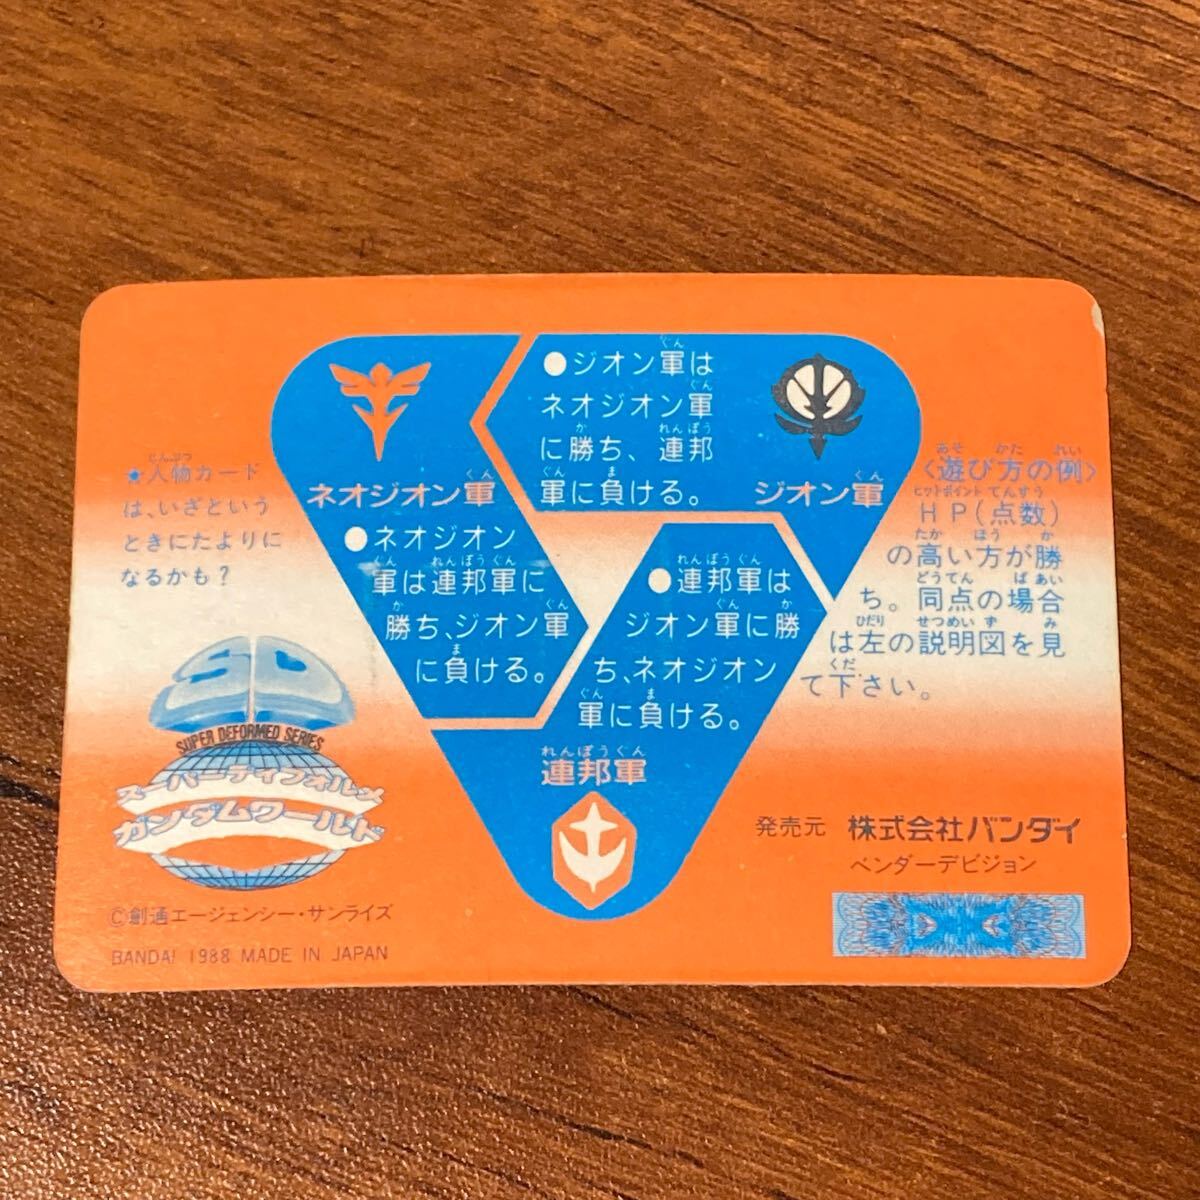 ●ジオン軍は
ネオジオン軍
に勝ち、連邦
軍に負ける。
ジオン軍
ネオジオン軍
●ネオジオン
軍は連邦軍に
勝ち、ジオン軍
に負ける。
●連邦軍は
ジオン軍に勝
ち、ネオジオン
軍に負ける。
連邦軍
★人物カード
は、いざという
ときにたよりに
なるかも?
〈遊び方の例〉
HP(点数)
の高い方が勝
ち。同点の場合
は左の説明図を見
て下さい。
SUPER DEFORMED SERIES
スーパーディフォルメ
ガンダムワールド
©創通エージェンシー・サンライズ
BANDAI 1988 MADE IN JAPAN
発売元 株式会社バンダイ
ベンダーデビジョン